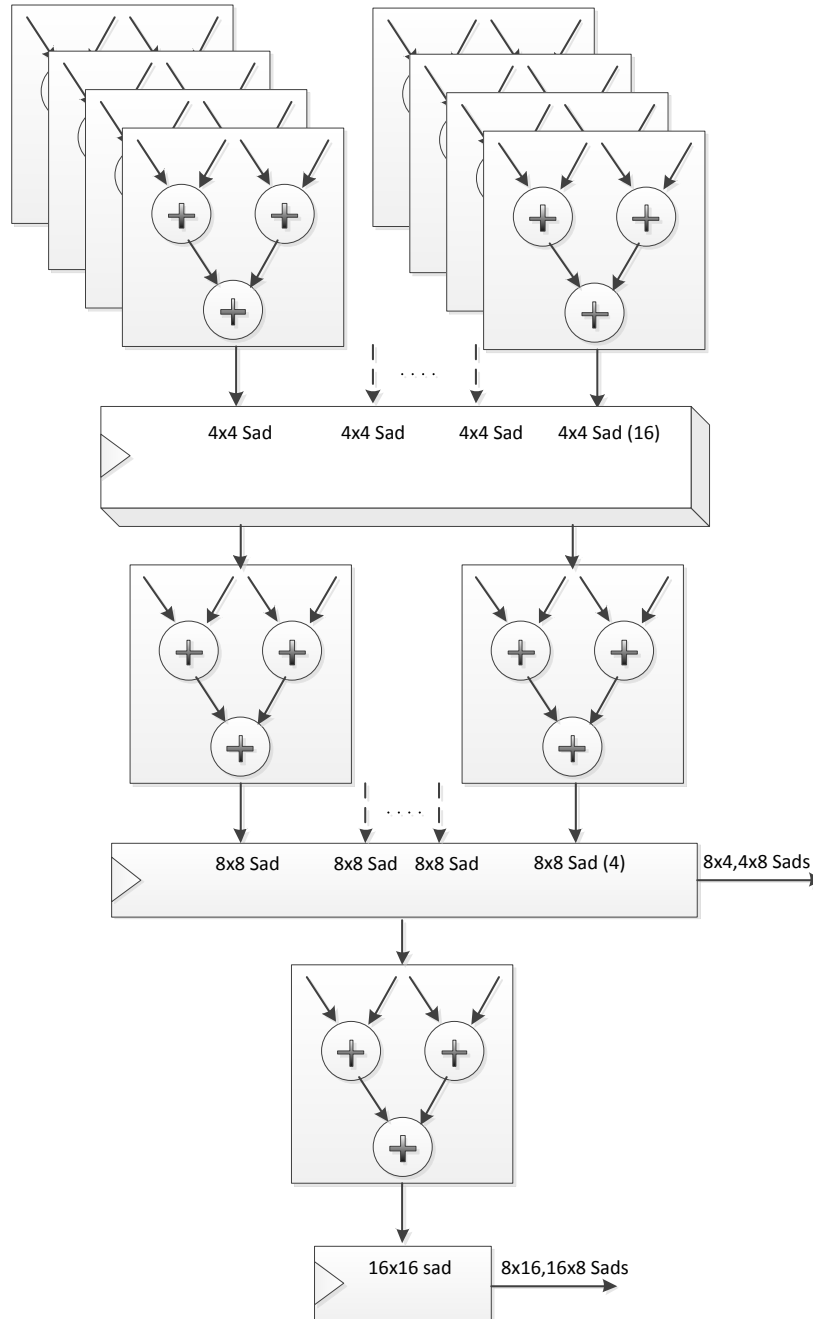 . . . .
4x4 Sad 4x4 Sad 4x4 Sad 4x4 Sad (16)
. . . .
8x8 Sad 8x8 Sad 8x8 Sad 8x8 Sad (4) 8x4,4x8 Sads
16x16 sad 8x16,16x8 Sads